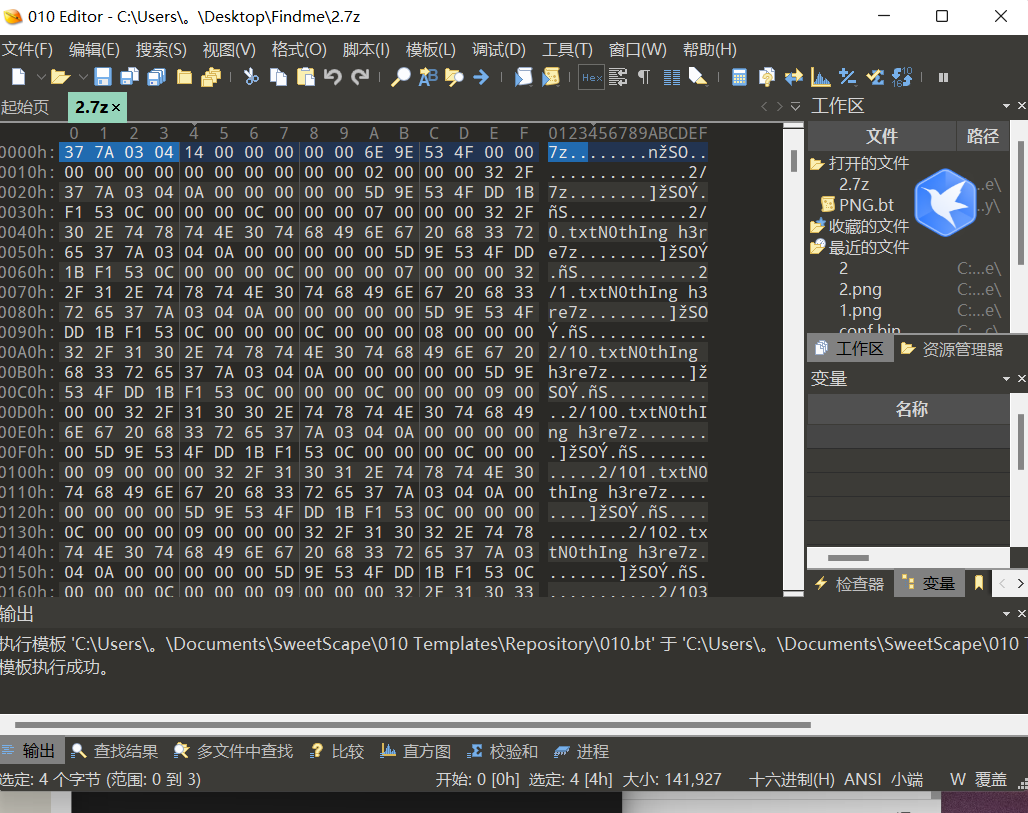 010 Editor - C:\Users\。\Desktop\Findme\2.7z
文件(F) 编辑(E) 搜索(S) 视图(V) 格式(O) 脚本(I) 模板(L) 调试(D) 工具(T) 窗口(W) 帮助(H)
起始页 2.7z× 工作区
0 1 2 3 4 5 6 7 8 9 A B C D E F 0123456789ABCDEF
0000h: 37 7A 03 04 14 00 00 00 00 00 6E 9E 53 4F 00 00 7z........nžSO..
0010h: 00 00 00 00 00 00 00 00 00 00 02 00 00 00 32 2F ..............2/
0020h: 37 7A 03 04 0A 00 00 00 00 00 5D 9E 53 4F DD 1B 7z........]žSOÝ.
0030h: F1 53 0C 00 00 00 0C 00 00 00 07 00 00 00 32 2F ñS............2/
0040h: 30 2E 74 78 74 4E 30 74 68 49 6E 67 20 68 33 72 0.txtN0thIng h3r
0050h: 65 37 7A 03 04 0A 00 00 00 00 00 5D 9E 53 4F DD e7z........]žSOÝ
0060h: 1B F1 53 0C 00 00 00 0C 00 00 00 07 00 00 00 32 .ñS............2
0070h: 2F 31 2E 74 78 74 4E 30 74 68 49 6E 67 20 68 33 /1.txtN0thIng h3
0080h: 72 65 37 7A 03 04 0A 00 00 00 00 00 5D 9E 53 4F re7z........]žSO
0090h: DD 1B F1 53 0C 00 00 00 0C 00 00 00 08 00 00 00 Ý.ñS............
00A0h: 32 2F 31 30 2E 74 78 74 4E 30 74 68 49 6E 67 20 2/10.txtN0thIng
00B0h: 68 33 72 65 37 7A 03 04 0A 00 00 00 00 00 5D 9E h3re7z........]ž
00C0h: 53 4F DD 1B F1 53 0C 00 00 00 0C 00 00 00 09 00 SOÝ.ñS..........
00D0h: 00 00 32 2F 31 30 30 2E 74 78 74 4E 30 74 68 49 ..2/100.txtN0thI
00E0h: 6E 67 20 68 33 72 65 37 7A 03 04 0A 00 00 00 00 ng h3re7z.......
00F0h: 00 5D 9E 53 4F DD 1B F1 53 0C 00 00 00 0C 00 00 .]žSOÝ.ñS.......
0100h: 00 09 00 00 00 32 2F 31 30 31 2E 74 78 74 4E 30 .....2/101.txtN0
0110h: 74 68 49 6E 67 20 68 33 72 65 37 7A 03 04 0A 00 thIng h3re7z....
0120h: 00 00 00 00 5D 9E 53 4F DD 1B F1 53 0C 00 00 00 ....]žSOÝ.ñS....
0130h: 0C 00 00 00 09 00 00 00 32 2F 31 30 32 2E 74 78 ........2/102.tx
0140h: 74 4E 30 74 68 49 6E 67 20 68 33 72 65 37 7A 03 tN0thIng h3re7z.
0150h: 04 0A 00 00 00 00 00 5D 9E 53 4F DD 1B F1 53 0C .......]žSOÝ.ñS.
0160h: 00 00 00 0C 00 00 00 09 00 00 00 32 2F 31 30 33 ...........2/103
文件 路径
打开的文件
2.7z ...e\
PNG.bt ...y\
收藏的文件
最近的文件
2 C:...e\
2.png C:...e\
1.png C:...e\
conf.bin
工作区 资源管理器
变量
名称
检查器 变量
输出
执行模板 'C:\Users\。\Documents\SweetScape\010 Templates\Repository\010.bt' 于 'C:\Users\。\Documents\SweetScape\010
模板执行成功。
输出 查找结果 多文件中查找 比较 直方图 校验和 进程
选定: 4 个字节 (范围: 0 到 3) 开始: 0 [0h] 选定: 4 [4h] 大小: 141,927 十六进制(H) ANSI 小端 W 覆盖